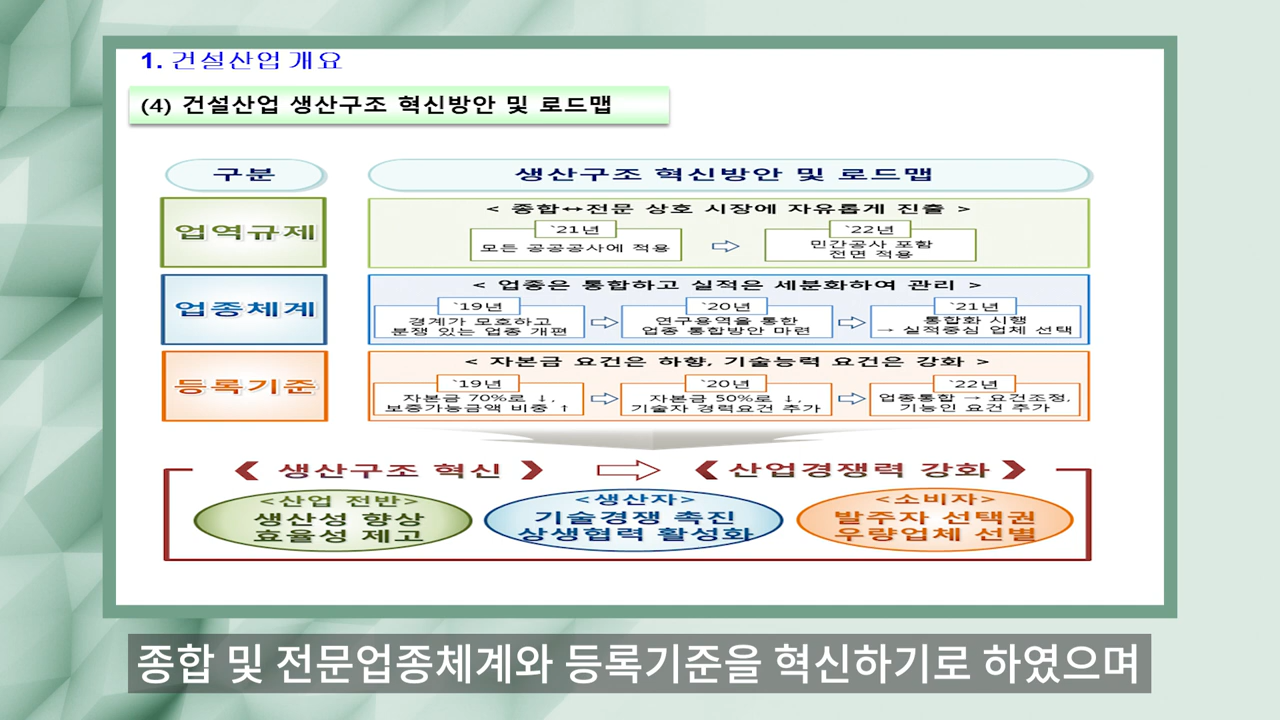 1. 건설산업 개요
(4) 건설산업 생산구조 혁신방안 및 로드맵
구분
생산구조 혁신방안 및 로드맵
업역규제
< 종합↔전문 상호 시장에 자유롭게 진출 >
`21년
모든 공공공사에 적용
`22년
민간공사 포함
전면 적용
업종체계
< 업종은 통합하고 실적은 세분화하여 관리 >
`19년
경계가 모호하고
분쟁 있는 업종 개편
`20년
연구용역을 통한
업종 통합방안 마련
`21년
통합화 시행
→ 실적중심 업체 선택
등록기준
< 자본금 요건은 하향, 기술능력 요건은 강화 >
`19년
자본금 70%로 ↓,
보증가능금액 비중 ↑
`20년
자본금 50%로 ↓,
기술자 경력요건 추가
`22년
업종통합 → 요건조정,
기능인 요건 추가
생산구조 혁신
산업경쟁력 강화
<산업 전반>
생산성 향상
효율성 제고
<생산자>
기술경쟁 촉진
상생협력 활성화
<소비자>
발주자 선택권
우량업체 선별
종합 및 전문업종체계와 등록기준을 혁신하기로 하였으며